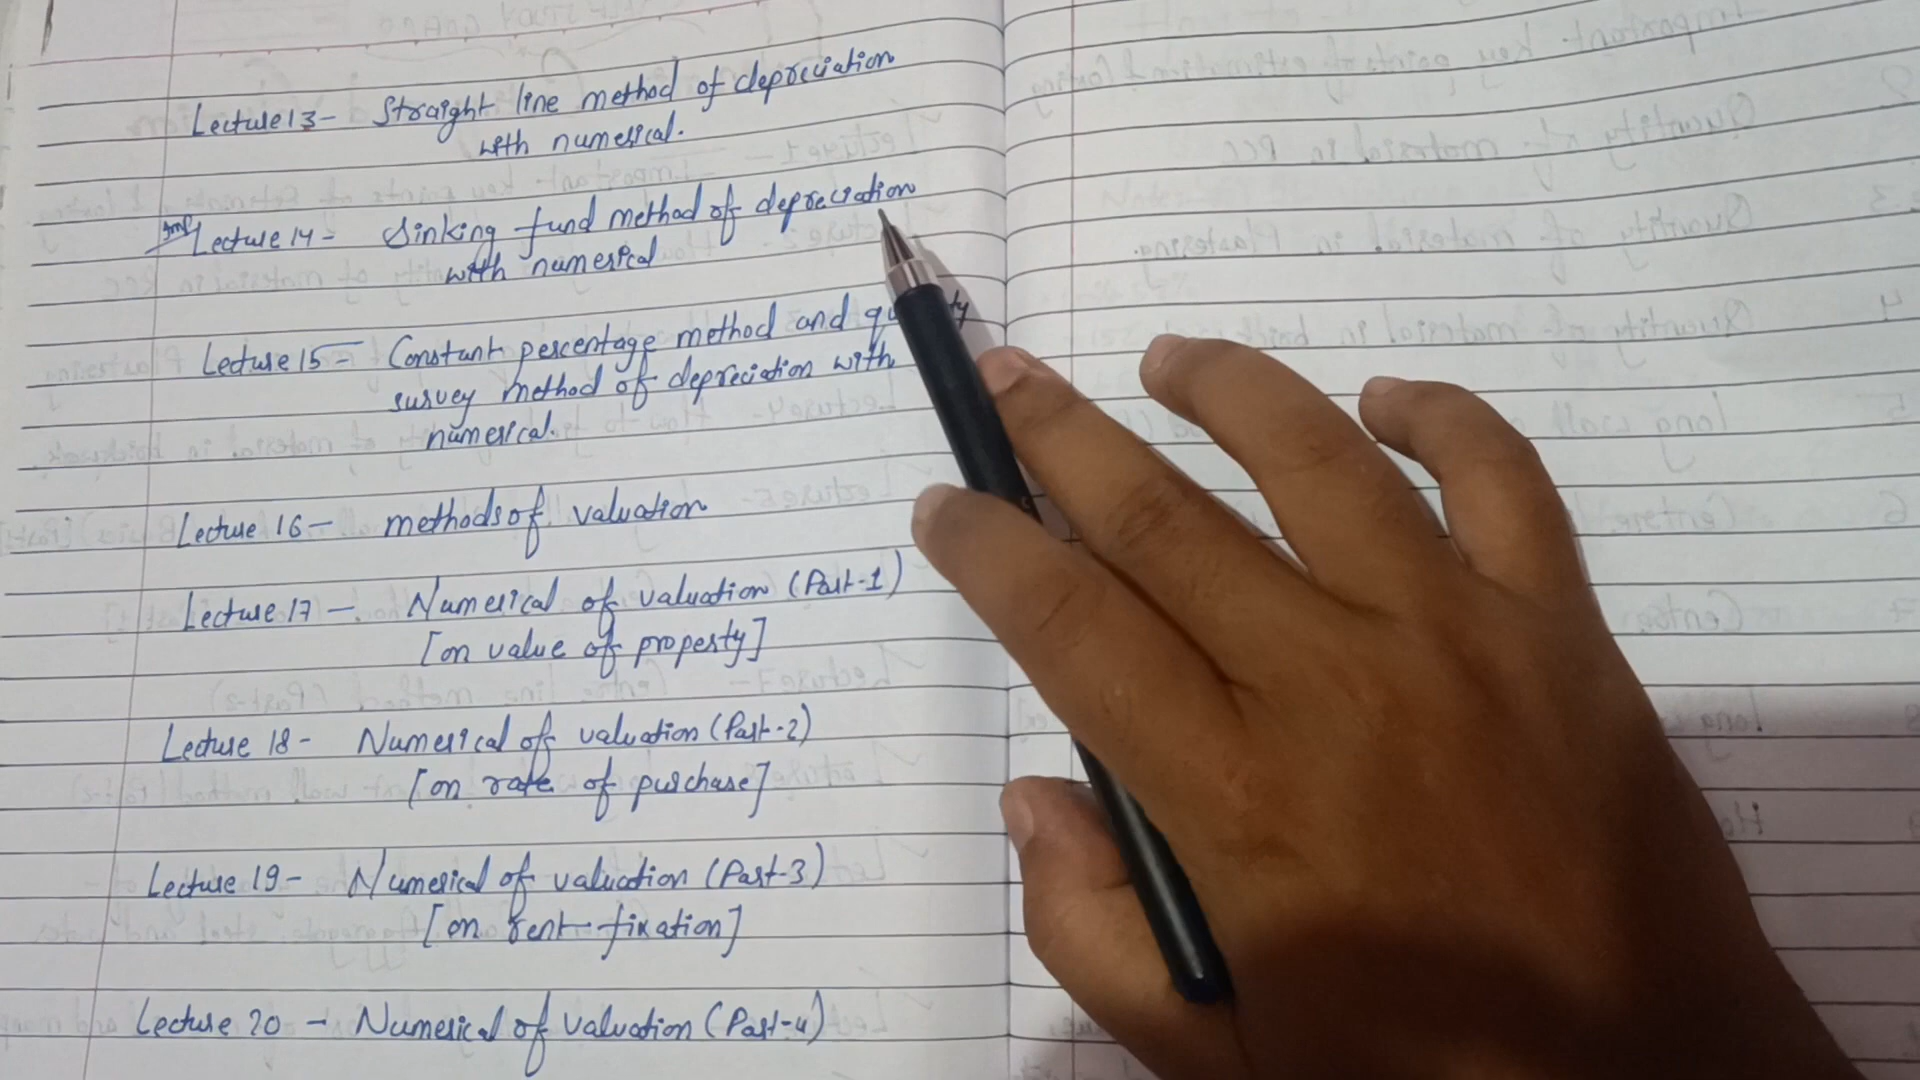 Lecture 13 - Straight line method of depreciation
with numerical.
Imp Lecture 14 - Sinking fund method of depreciation
with numerical
Lecture 15 - Constant percentage method and
survey method of depreciation with
numerical.
Lecture 16 - methods of valuation
Lecture 17 - Numerical of valuation (Part-1)
[on value of property]
Lecture 18 - Numerical of valuation (Part-2)
[on rate of purchase]
Lecture 19 - Numerical of valuation (Part-3)
[on rent fixation]
Lecture 20 - Numerical of valuation (Part-4)